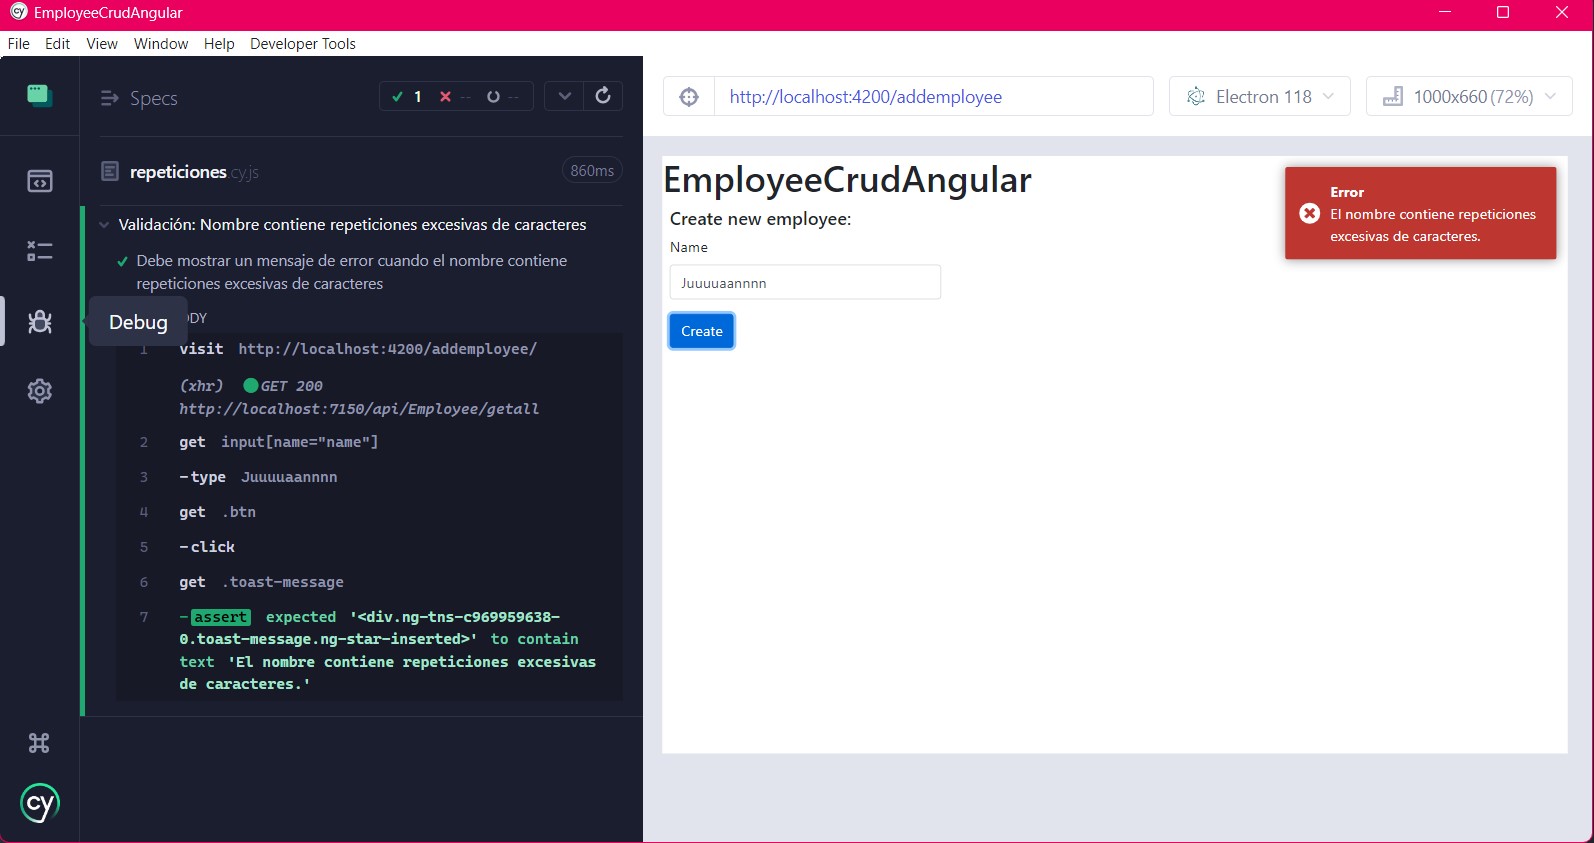 EmployeeCrudAngular
File Edit View Window Help Developer Tools
Specs
1 -- --
http://localhost:4200/addemployee
Electron 118
1000x660 (72%)
repeticiones.cy.js
860ms
Validación: Nombre contiene repeticiones excesivas de caracteres
Debe mostrar un mensaje de error cuando el nombre contiene
repeticiones excesivas de caracteres
Debug
DY
1 visit http://localhost:4200/addemployee/
(xhr) GET 200
http://localhost:7150/api/Employee/getall
2 get input[name="name"]
3 -type Juuuuaannnn
4 get .btn
5 -click
6 get .toast-message
7 -assert expected '<div.ng-tns-c969959638-
0.toast-message.ng-star-inserted>' to contain
text 'El nombre contiene repeticiones excesivas
de caracteres.'
cy
EmployeeCrudAngular
Create new employee:
Name
Juuuuaannnn
Create
Error
El nombre contiene repeticiones
excesivas de caracteres.